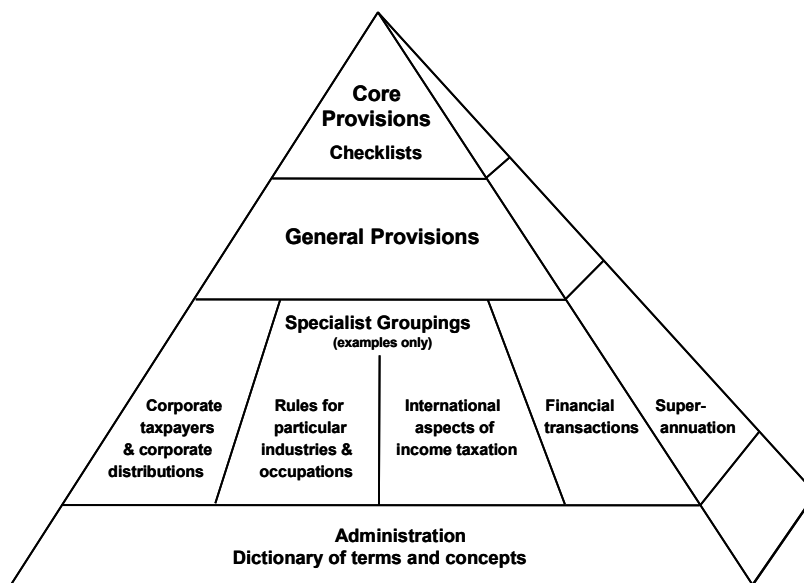 Core
Provisions
Checklists
General Provisions
Specialist Groupings
(examples only)
Corporate
taxpayers
& corporate
distributions
Rules for
particular
industries &
occupations
International
aspects of
income taxation
Financial
transactions
Super-
annuation
Administration
Dictionary of terms and concepts